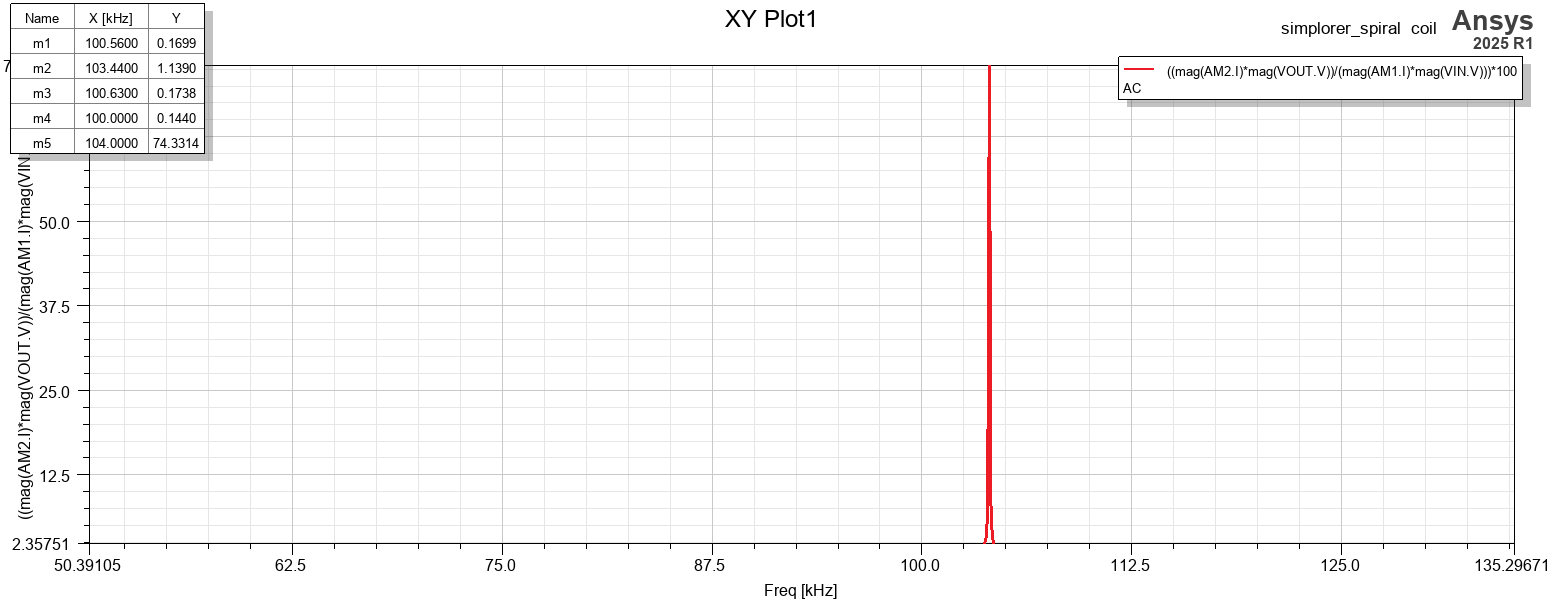 XY Plot1
simplorer_spiral coil
Ansys
2025 R1
Name X [kHz] Y
m1 100.5600 0.1699
m2 103.4400 1.1390
m3 100.6300 0.1738
m4 100.0000 0.1440
m5 104.0000 74.3314
((mag(AM2.I)*mag(VOUT.V))/(mag(AM1.I)*mag(VIN.V)))*100
AC
7
50.0
37.5
25.0
12.5
2.35751
((mag(AM2.I)*mag(VOUT.V))/(mag(AM1.I)*mag(VIN.
50.39105 62.5 75.0 87.5 100.0 112.5 125.0 135.29671
Freq [kHz]